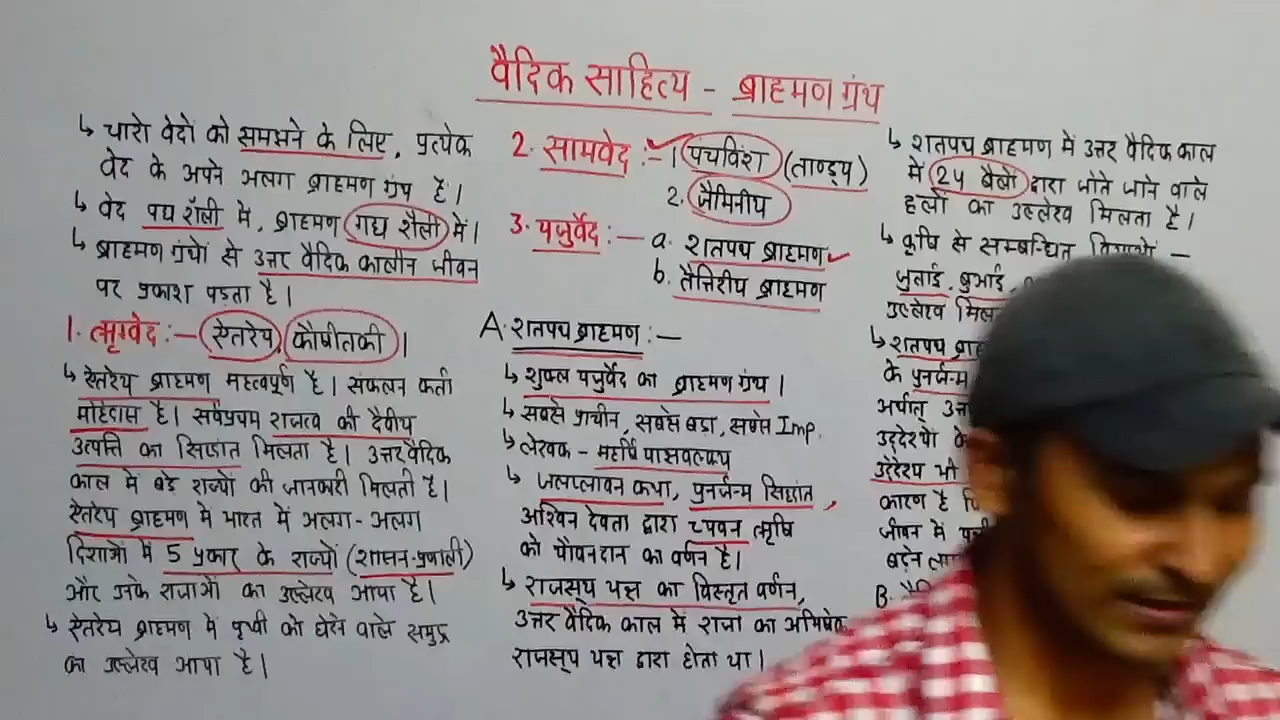 वैदिक साहित्य - ब्राह्मण ग्रंथ
↳ चारो वेदों को समझने के लिए, प्रत्येक
वेद के अपने अलग ब्राह्मण ग्रंथ हैं।
↳ वेद पद्य शैली में, ब्राह्मण गद्य शैली में।
↳ ब्राह्मण ग्रंथों से उत्तर वैदिक कालीन जीवन
पर प्रकाश पड़ता है।
1. ऋग्वेद :- ऐतरेय, कौषीतकी।
↳ ऐतरेय ब्राह्मण महत्वपूर्ण है। संकलन कर्ता
महिदास है। सर्वप्रथम राजत्व की दैवीय
उत्पत्ति का सिद्धांत मिलता है। उत्तरवैदिक
काल में बड़े राज्यों की जानकारी मिलती है।
ऐतरेय ब्राह्मण में भारत में अलग-अलग
दिशाओं में 5 प्रकार के राज्यों (शासन-प्रणाली)
और उनके राजाओं का उल्लेख आया है।
↳ ऐतरेय ब्राह्मण में पृथ्वी को घेरने वाले समुद्र
का उल्लेख आया है।
2. सामवेद :- 1. पंचविंश (ताण्ड्य)
2. जैमिनीय
3. यजुर्वेद :- a. शतपथ ब्राह्मण
b. तैत्तिरीय ब्राह्मण
A. शतपथ ब्राह्मण :-
↳ शुक्ल यजुर्वेद का ब्राह्मण ग्रंथ।
↳ सबसे प्राचीन, सबसे बड़ा, सबसे Imp.
↳ लेखक - महर्षि याज्ञवल्क्य
↳ जलप्लावन कथा, पुनर्जन्म सिद्धांत,
अश्विन देवता द्वारा च्यवन ऋषि
को यौवनदान का वर्णन है।
↳ राजसूय यज्ञ का विस्तृत वर्णन,
उत्तर वैदिक काल में राजा का अभिषेक
राजसूय यज्ञ द्वारा होता था।
↳ शतपथ ब्राह्मण में उत्तर वैदिक काल
में 24 बैलों द्वारा जोते जाने वाले
हलों का उल्लेख मिलता है।
↳ कृषि से सम्बन्धित
जुताई, बुआई,
उल्लेख
↳ शतपथ
के पुनर्जन्म
अर्थात्
के
उद्देश्य भी
कारण है
जीवन में
बढ़ने
B.